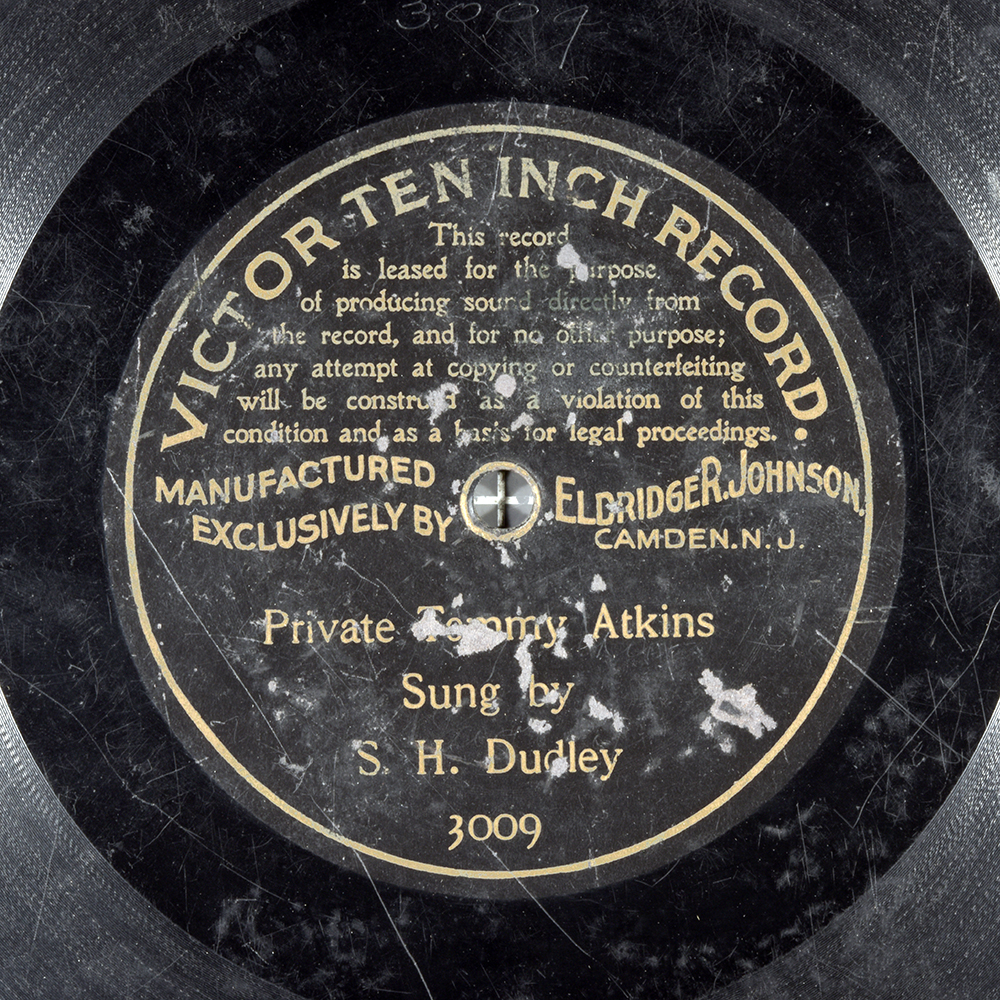 3009
VICTOR TEN INCH RECORD.
This record
is leased for the purpose
of producing sound directly from
the record, and for no other purpose;
any attempt at copying or counterfeiting
will be construed as a violation of this
condition and as a basis for legal proceedings.
MANUFACTURED
EXCLUSIVELY BY
ELDRIDGE R. JOHNSON.
CAMDEN. N. J.
Private Tommy Atkins
Sung by
S. H. Dudley
3009